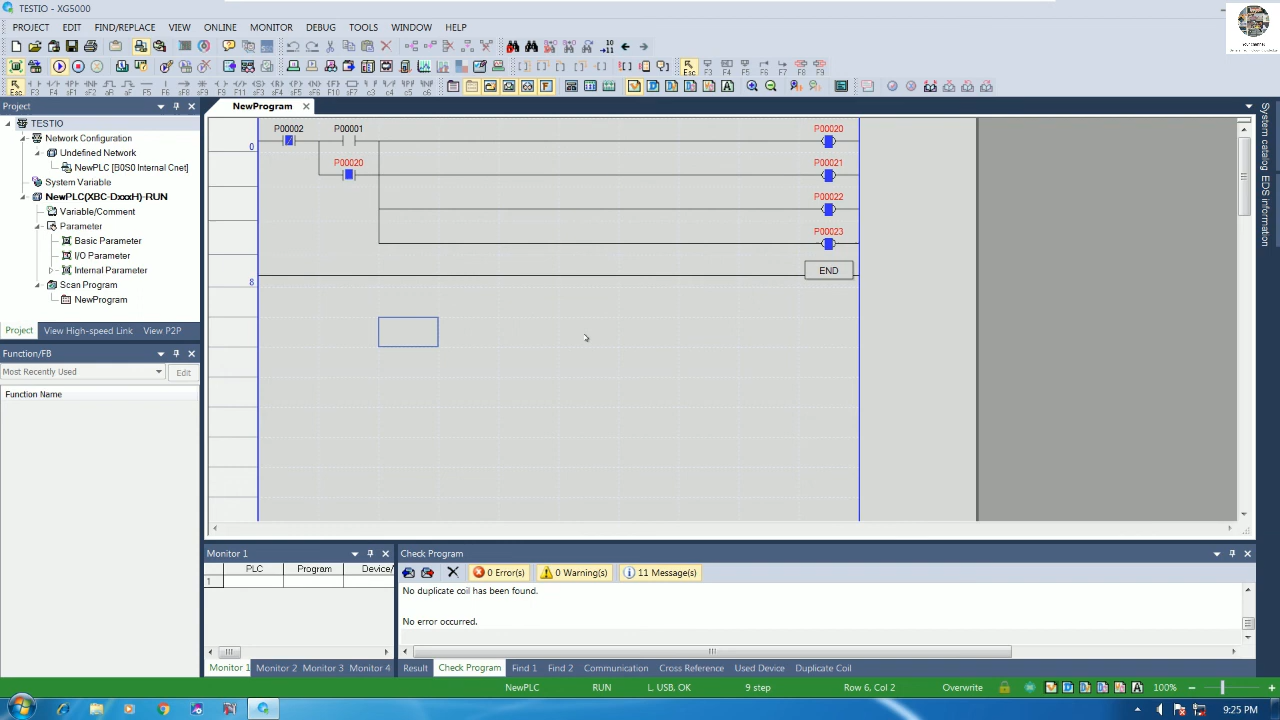 TESTIO - XG5000
PROJECT EDIT FIND/REPLACE VIEW ONLINE MONITOR DEBUG TOOLS WINDOW HELP
Project
NewProgram
TESTIO
Network Configuration
Undefined Network
NewPLC [B0S0 Internal Cnet]
System Variable
NewPLC(XBC-DxxxH)-RUN
Variable/Comment
Parameter
Basic Parameter
I/O Parameter
Internal Parameter
Scan Program
NewProgram
Project View High-speed Link View P2P
Function/FB
Most Recently Used Edit
Function Name
P00002 P00001 P00020
0
P00020 P00021
P00022
P00023
END
8
System catalog
EDS information
Monitor 1
PLC Program Device/
1
Monitor 1 Monitor 2 Monitor 3 Monitor 4
Check Program
0 Error(s) 0 Warning(s) 11 Message(s)
No duplicate coil has been found.
No error occurred.
Result Check Program Find 1 Find 2 Communication Cross Reference Used Device Duplicate Coil
NewPLC RUN L. USB, OK 9 step Row 6, Col 2 Overwrite 100%
9:25 PM